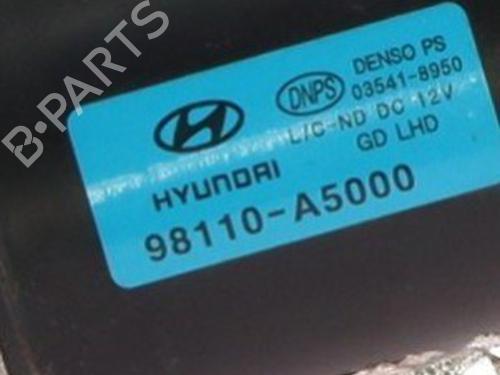 B-PARTS
DENSO PS
DNPS 03541-8950
L/C-ND DC 12V
GD LHD
HYUNDAI
98110-A5000